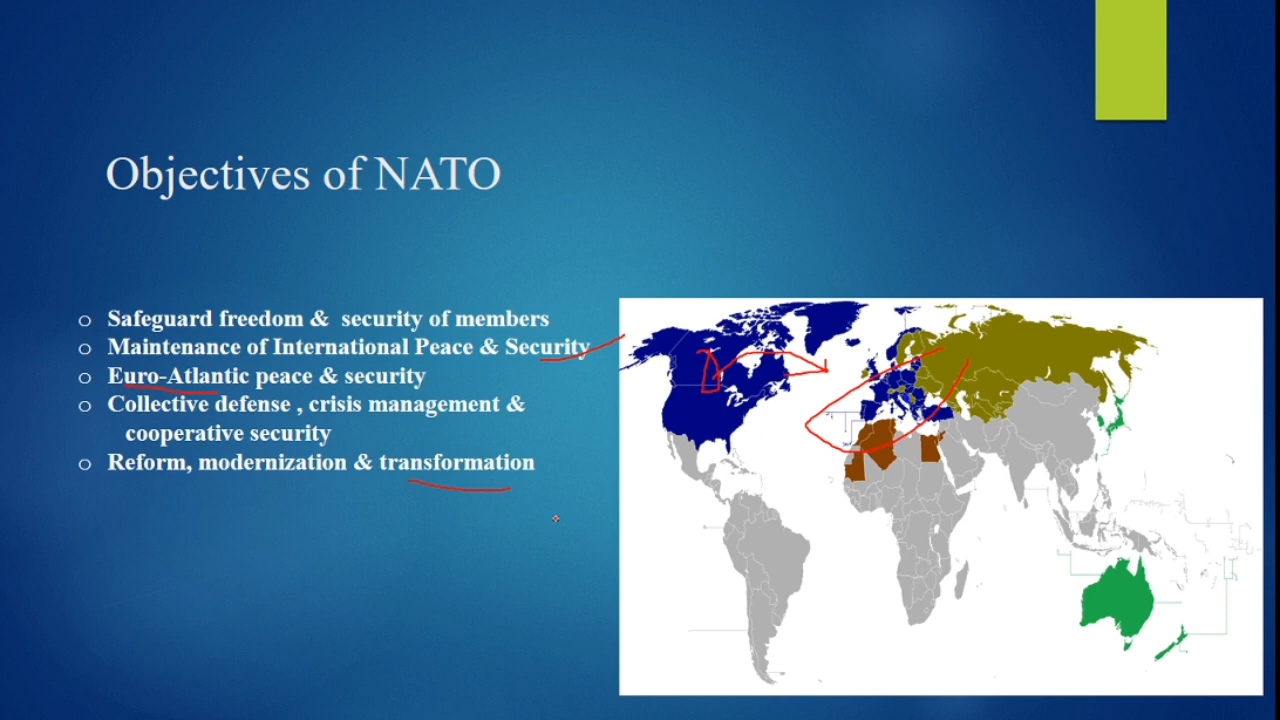 Objectives of NATO
o Safeguard freedom & security of members
o Maintenance of International Peace & Security
o Euro-Atlantic peace & security
o Collective defense , crisis management &
cooperative security
o Reform, modernization & transformation